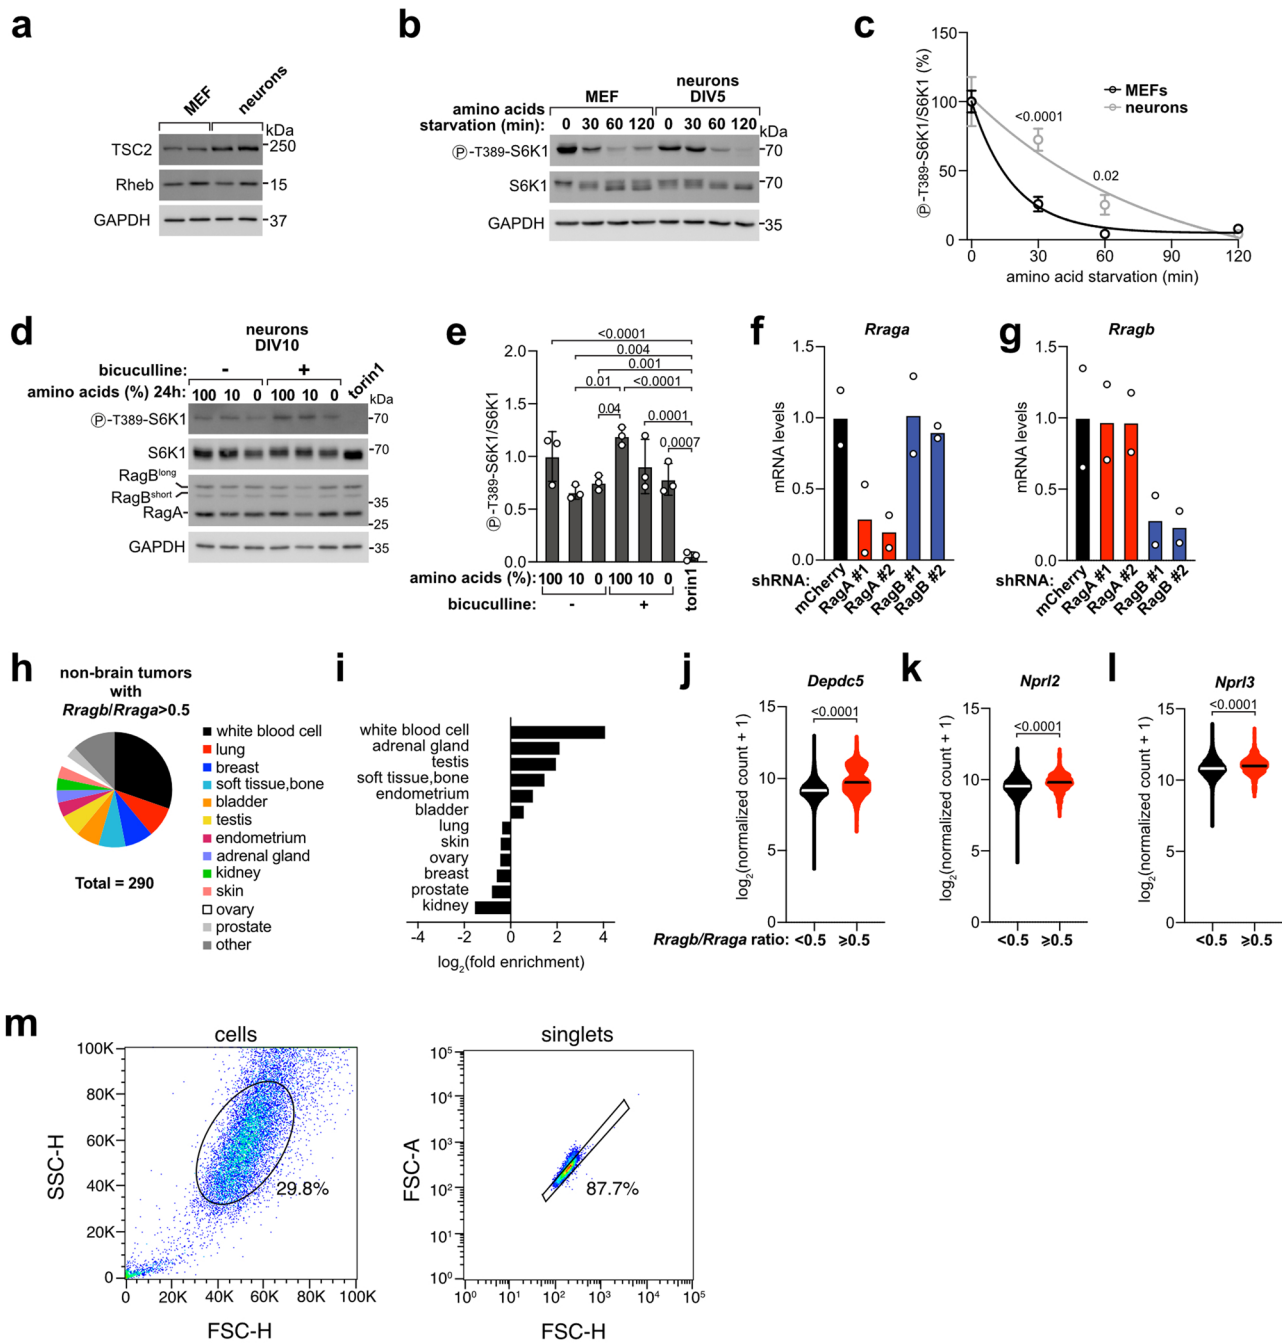 a
MEF
neurons
kDa
TSC2
250
Rheb
15
GAPDH
37
b
neurons
DIV5
amino acids
MEF
starvation (min):
0 30 60 120 0 30 60 120
kDa
Ⓟ-T389-S6K1
70
S6K1
70
GAPDH
35
c
Ⓟ-T389-S6K1/S6K1 (%)
150
100
50
0
MEFs
neurons
<0.0001
0.02
0 30 60 90 120
amino acid starvation (min)
d
neurons
DIV10
bicuculline: - +
torin1
amino acids (%) 24h: 100 10 0 100 10 0
kDa
Ⓟ-T389-S6K1
70
S6K1
70
RagBlong
RagBshort
35
RagA
25
GAPDH
35
e
Ⓟ-T389-S6K1/S6K1
2.0
1.5
1.0
0.5
0.0
<0.0001
0.004
0.001
0.01 <0.0001
0.04 0.0001
0.0007
amino acids (%): 100 10 0 100 10 0
torin1
bicuculline: - +
f
Rraga
mRNA levels
1.5
1.0
0.5
0.0
shRNA:
mCherry
RagA #1
RagA #2
RagB #1
RagB #2
g
Rragb
mRNA levels
1.5
1.0
0.5
0.0
shRNA:
mCherry
RagA #1
RagA #2
RagB #1
RagB #2
h
non-brain tumors
with
Rragb/Rraga>0.5
white blood cell
lung
breast
soft tissue,bone
bladder
testis
endometrium
adrenal gland
kidney
skin
ovary
prostate
other
Total = 290
i
white blood cell
adrenal gland
testis
soft tissue,bone
endometrium
bladder
lung
skin
ovary
breast
prostate
kidney
-4 -2 0 2 4
log2(fold enrichment)
j
Depdc5
log2(normalized count + 1)
<0.0001
15
10
5
0
Rragb/Rraga ratio: <0.5 ⩾0.5
k
Nprl2
log2(normalized count + 1)
<0.0001
15
10
5
0
<0.5 ⩾0.5
l
Nprl3
log2(normalized count + 1)
<0.0001
15
10
5
0
<0.5 ⩾0.5
m
cells
SSC-H
100K
80K
60K
40K
20K
0
29.8%
0 20K 40K 60K 80K 100K
FSC-H
singlets
FSC-A
10⁵
10⁴
10³
10²
10¹
10⁰
87.7%
10⁰ 10¹ 10² 10³ 10⁴ 10⁵
FSC-H